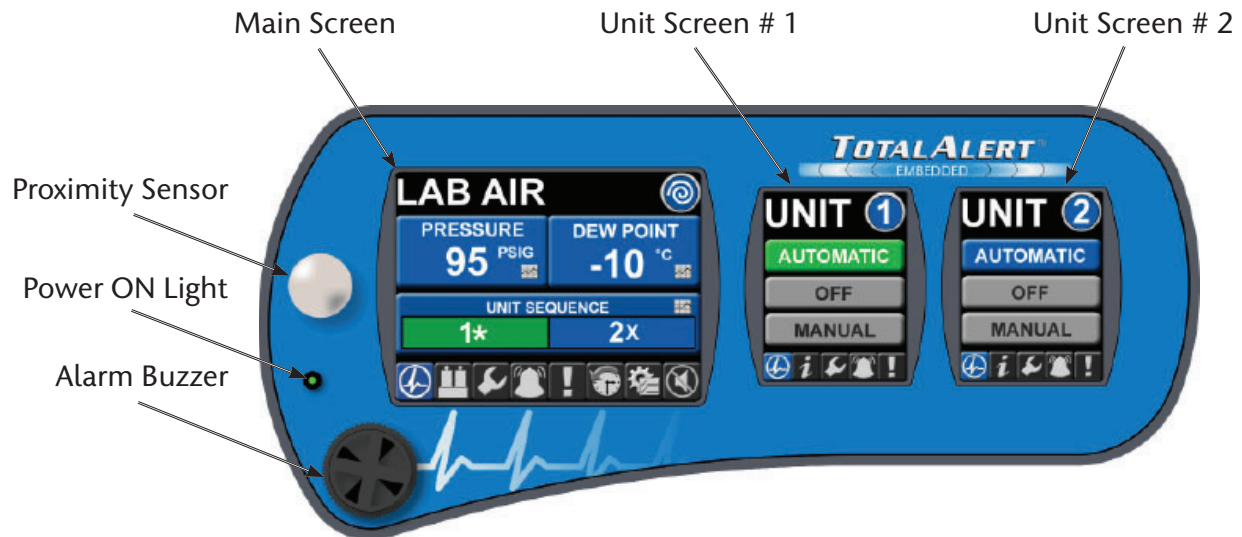 Main Screen
Unit Screen # 1
Unit Screen # 2
Proximity Sensor
Power ON Light
Alarm Buzzer
TOTALALERT™
EMBEDDED
LAB AIR
PRESSURE
95 PSIG
DEW POINT
-10 °C
UNIT SEQUENCE
1*
2x
UNIT 1
AUTOMATIC
OFF
MANUAL
i
!
UNIT 2
AUTOMATIC
OFF
MANUAL
i
!
!